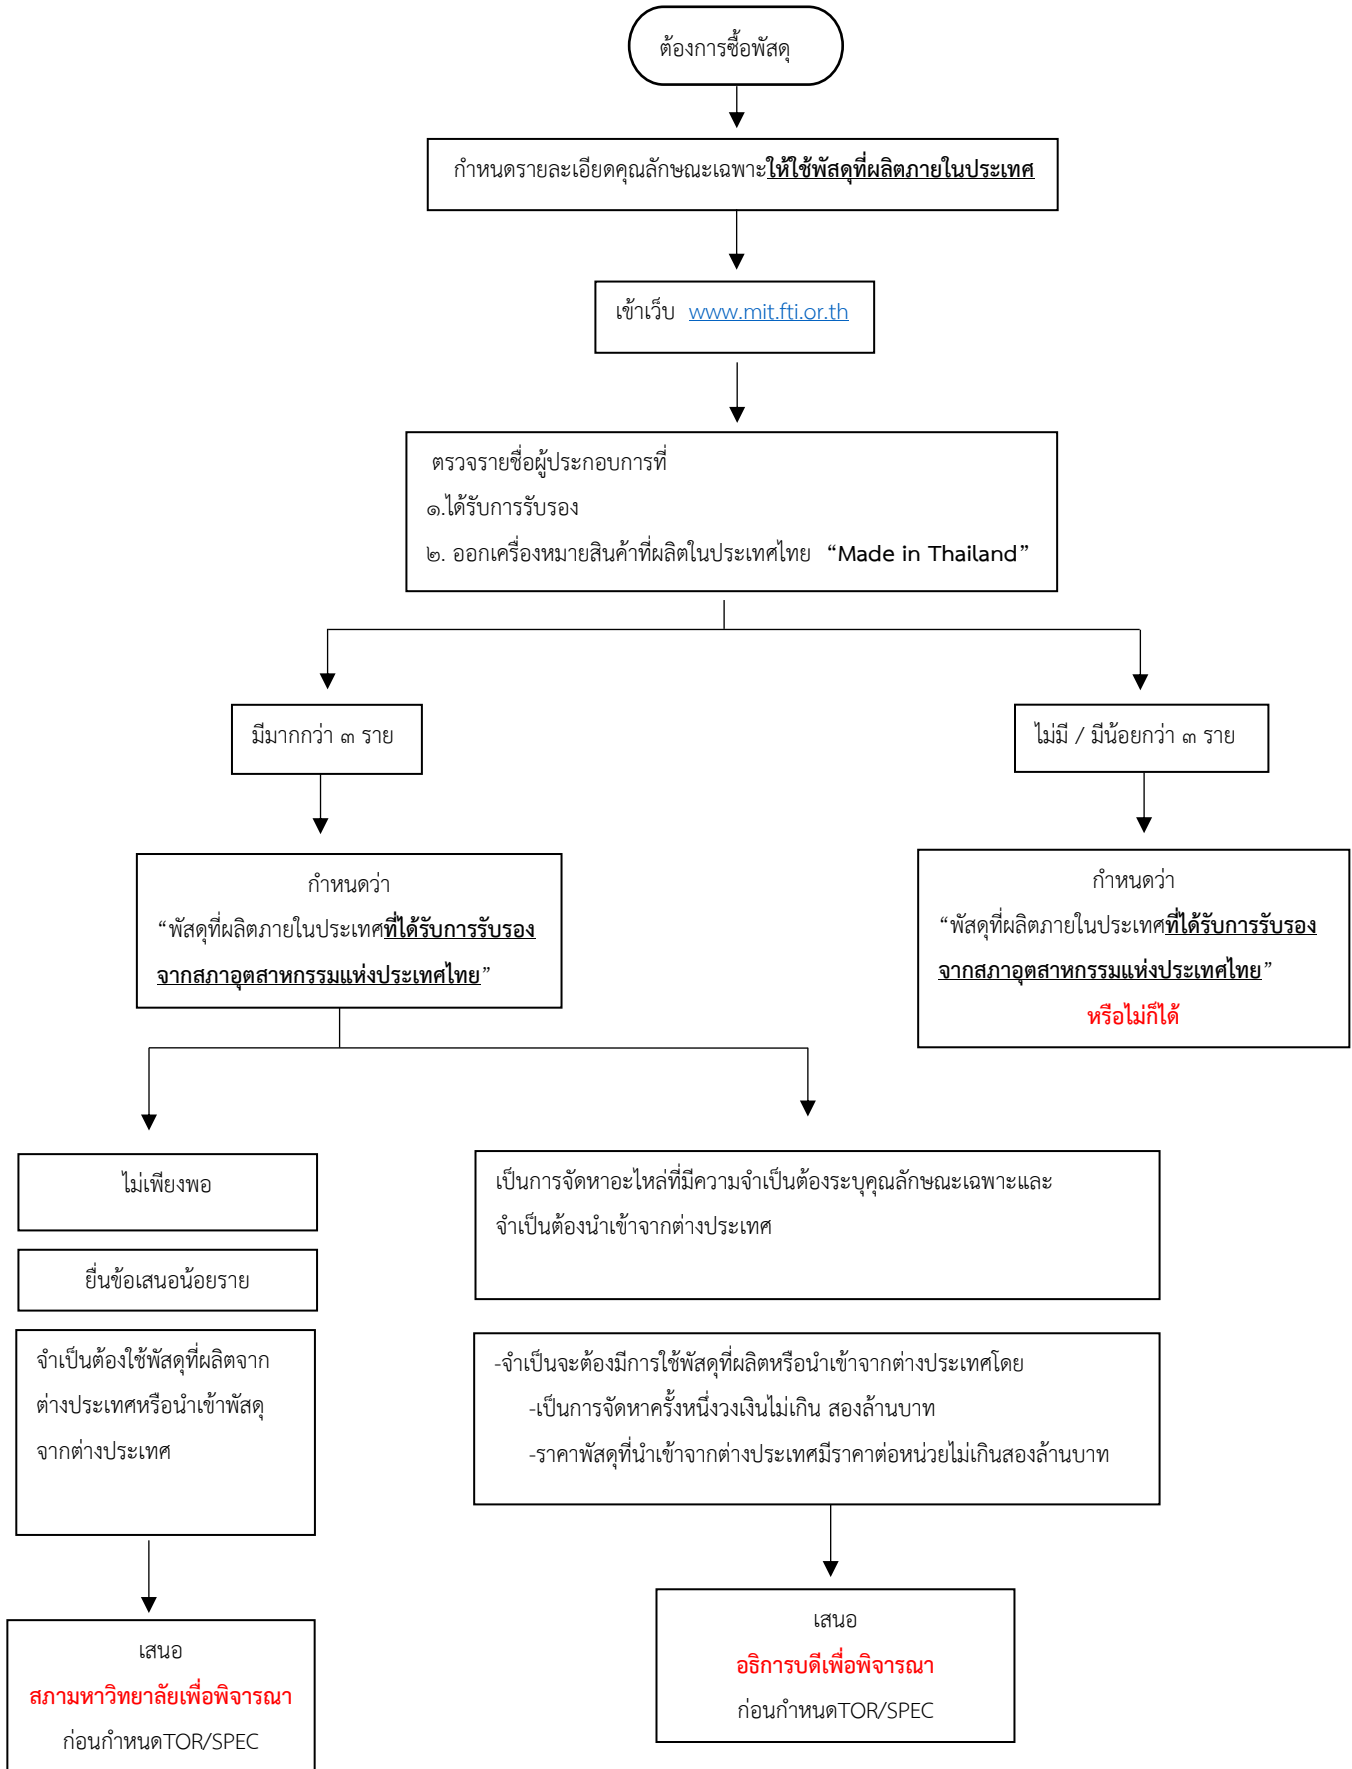 ต้องการซื้อพัสดุ
กำหนดรายละเอียดคุณลักษณะเฉพาะให้ใช้พัสดุที่ผลิตภายในประเทศ
เข้าเว็บ www.mit.fti.or.th
ตรวจรายชื่อผู้ประกอบการที่
๑.ได้รับการรับรอง
๒. ออกเครื่องหมายสินค้าที่ผลิตในประเทศไทย “Made in Thailand”
มีมากกว่า ๓ ราย
ไม่มี / มีน้อยกว่า ๓ ราย
กำหนดว่า
“พัสดุที่ผลิตภายในประเทศที่ได้รับการรับรอง
จากสภาอุตสาหกรรมแห่งประเทศไทย”
กำหนดว่า
“พัสดุที่ผลิตภายในประเทศที่ได้รับการรับรอง
จากสภาอุตสาหกรรมแห่งประเทศไทย”
หรือไม่ก็ได้
ไม่เพียงพอ
ยื่นข้อเสนอน้อยราย
จำเป็นต้องใช้พัสดุที่ผลิตจาก
ต่างประเทศหรือนำเข้าพัสดุ
จากต่างประเทศ
เป็นการจัดหาอะไหล่ที่มีความจำเป็นต้องระบุคุณลักษณะเฉพาะและ
จำเป็นต้องนำเข้าจากต่างประเทศ
-จำเป็นจะต้องมีการใช้พัสดุที่ผลิตหรือนำเข้าจากต่างประเทศโดย
-เป็นการจัดหาครั้งหนึ่งวงเงินไม่เกิน สองล้านบาท
-ราคาพัสดุที่นำเข้าจากต่างประเทศมีราคาต่อหน่วยไม่เกินสองล้านบาท
เสนอ
สภามหาวิทยาลัยเพื่อพิจารณา
ก่อนกำหนดTOR/SPEC
เสนอ
อธิการบดีเพื่อพิจารณา
ก่อนกำหนดTOR/SPEC